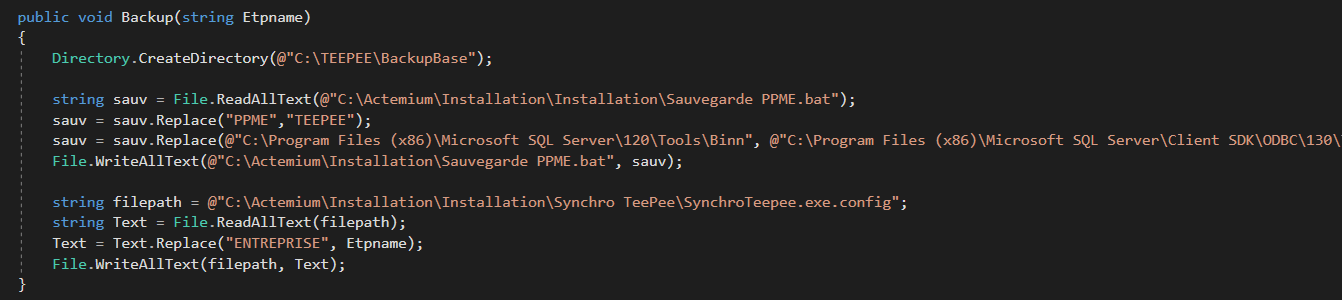 public void Backup(string Etpname)
{
Directory.CreateDirectory(@"C:\TEEPEE\BackupBase");
string sauv = File.ReadAllText(@"C:\Actemium\Installation\Installation\Sauvegarde PPME.bat");
sauv = sauv.Replace("PPME","TEEPEE");
sauv = sauv.Replace(@"C:\Program Files (x86)\Microsoft SQL Server\120\Tools\Binn", @"C:\Program Files (x86)\Microsoft SQL Server\Client SDK\ODBC\130\
File.WriteAllText(@"C:\Actemium\Installation\Sauvegarde PPME.bat", sauv);
string filepath = @"C:\Actemium\Installation\Installation\Synchro TeePee\SynchroTeepee.exe.config";
string Text = File.ReadAllText(filepath);
Text = Text.Replace("ENTREPRISE", Etpname);
File.WriteAllText(filepath, Text);
}